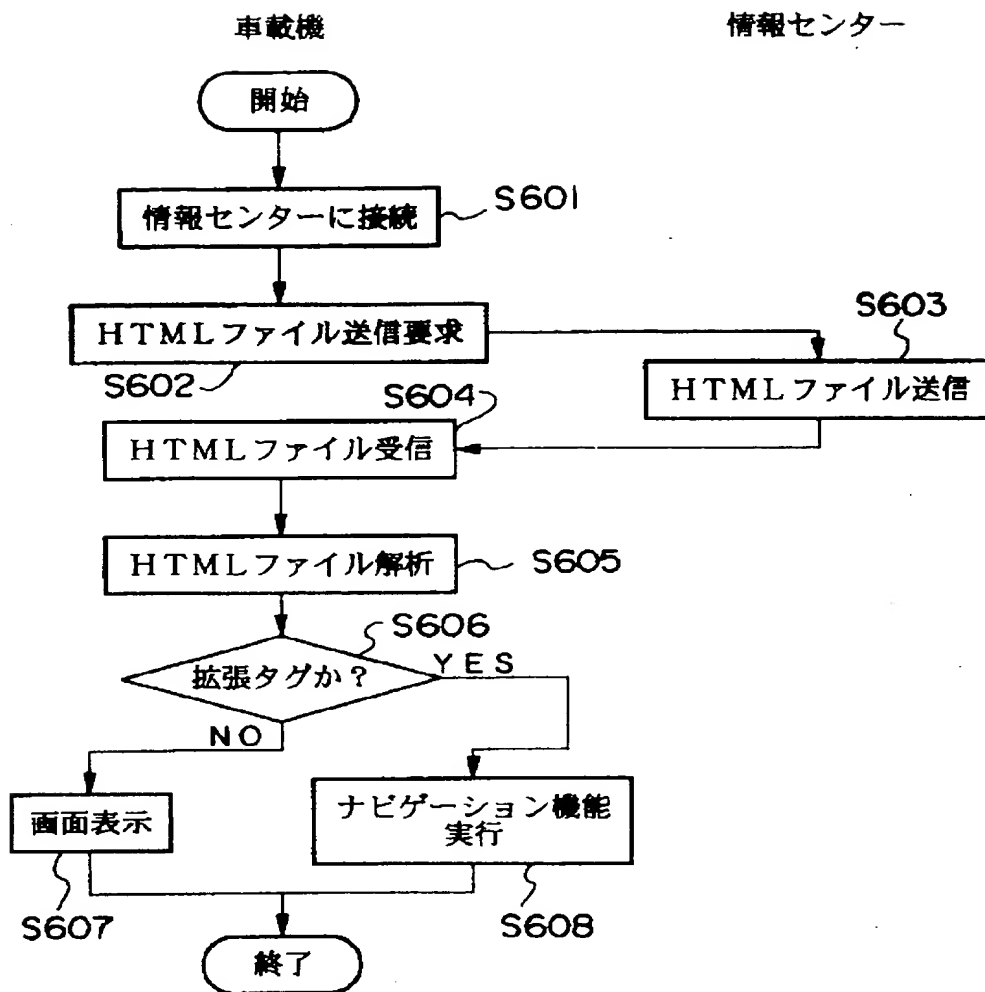 車載機
情報センター
開始
情報センターに接続
S601
HTMLファイル送信要求
S602
S603
HTMLファイル送信
S604
HTMLファイル受信
HTMLファイル解析
S605
S606
拡張タグか？
YES
NO
画面表示
ナビゲーション機能
実行
S607
S608
終了